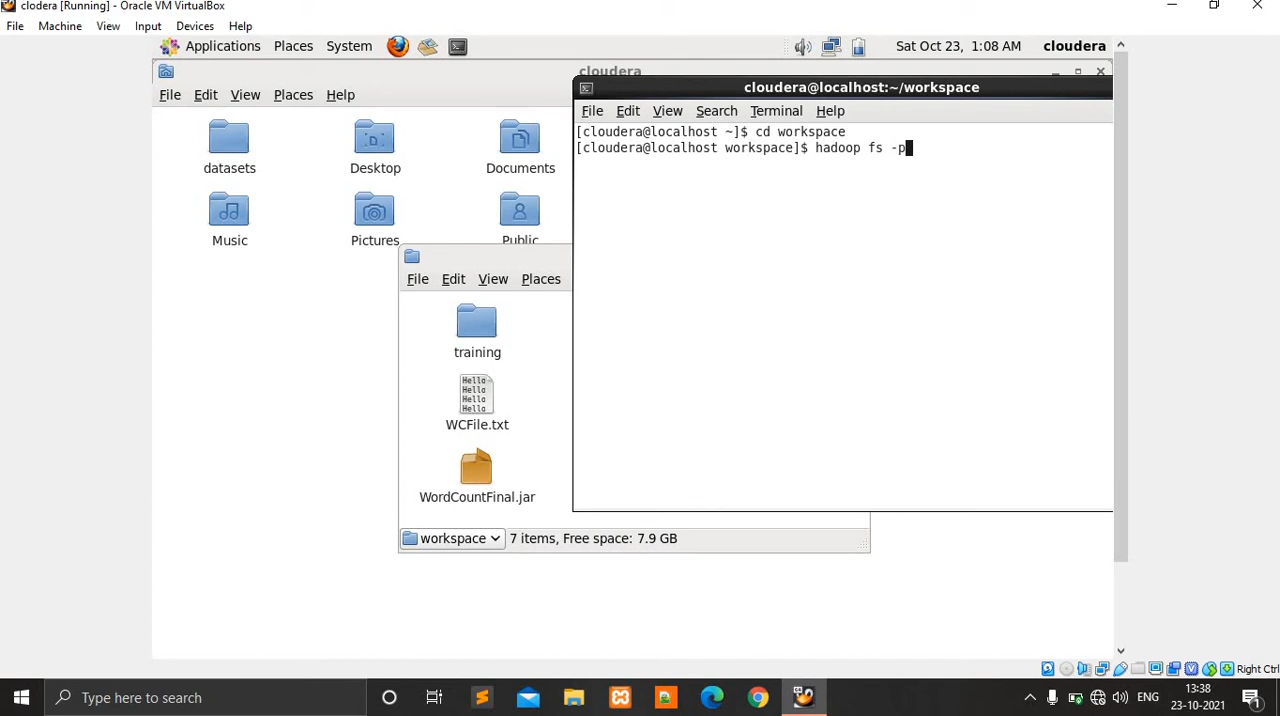 clodera [Running] - Oracle VM VirtualBox
File Machine View Input Devices Help
Applications Places System
Sat Oct 23, 1:08 AM cloudera
cloudera
File Edit View Places Help
datasets
Desktop
Documents
Music
Pictures
Public
File Edit View Places
training
Hello
Hello
Hello
Hello
WCFile.txt
WordCountFinal.jar
workspace 7 items, Free space: 7.9 GB
cloudera@localhost:~/workspace
File Edit View Search Terminal Help
[cloudera@localhost ~]$ cd workspace
[cloudera@localhost workspace]$ hadoop fs -p
Right Ctrl
Type here to search
ENG
13:38
23-10-2021
1